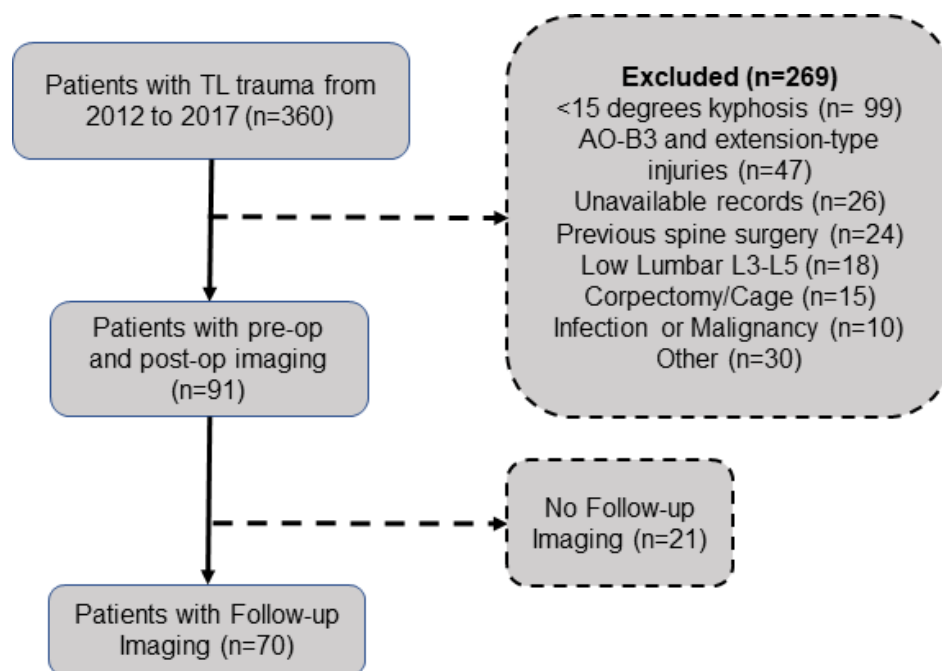 Patients with TL trauma from
2012 to 2017 (n=360)
Excluded (n=269)
<15 degrees kyphosis (n= 99)
AO-B3 and extension-type
injuries (n=47)
Unavailable records (n=26)
Previous spine surgery (n=24)
Low Lumbar L3-L5 (n=18)
Corpectomy/Cage (n=15)
Infection or Malignancy (n=10)
Other (n=30)
Patients with pre-op
and post-op imaging
(n=91)
No Follow-up
Imaging (n=21)
Patients with Follow-up
Imaging (n=70)